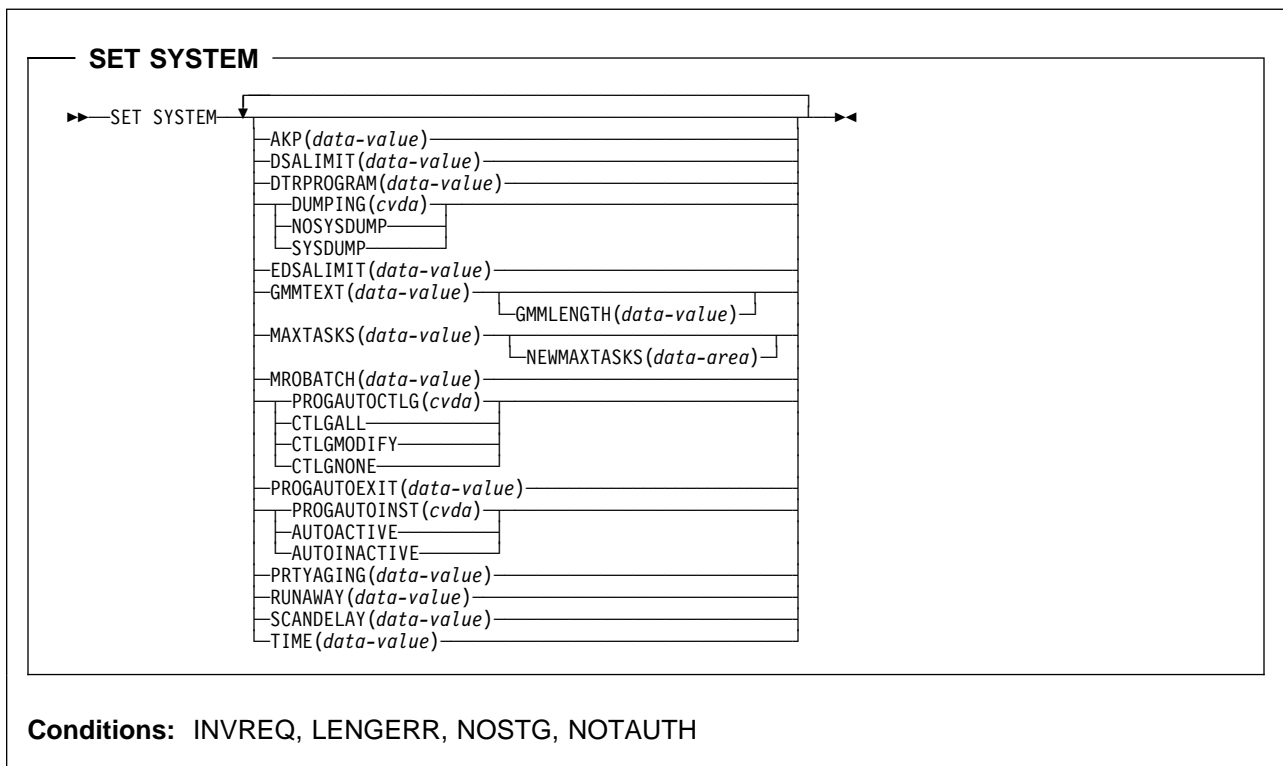 SET SYSTEM
SET SYSTEM
AKP(data-value)
DSALIMIT(data-value)
DTRPROGRAM(data-value)
DUMPING(cvda)
NOSYSDUMP
SYSDUMP
EDSALIMIT(data-value)
GMMTEXT(data-value)
GMMLENGTH(data-value)
MAXTASKS(data-value)
NEWMAXTASKS(data-area)
MROBATCH(data-value)
PROGAUTOCTLG(cvda)
CTLGALL
CTLGMODIFY
CTLGNONE
PROGAUTOEXIT(data-value)
PROGAUTOINST(cvda)
AUTOACTIVE
AUTOINACTIVE
PRTYAGING(data-value)
RUNAWAY(data-value)
SCANDELAY(data-value)
TIME(data-value)
Conditions: INVREQ, LENGERR, NOSTG, NOTAUTH